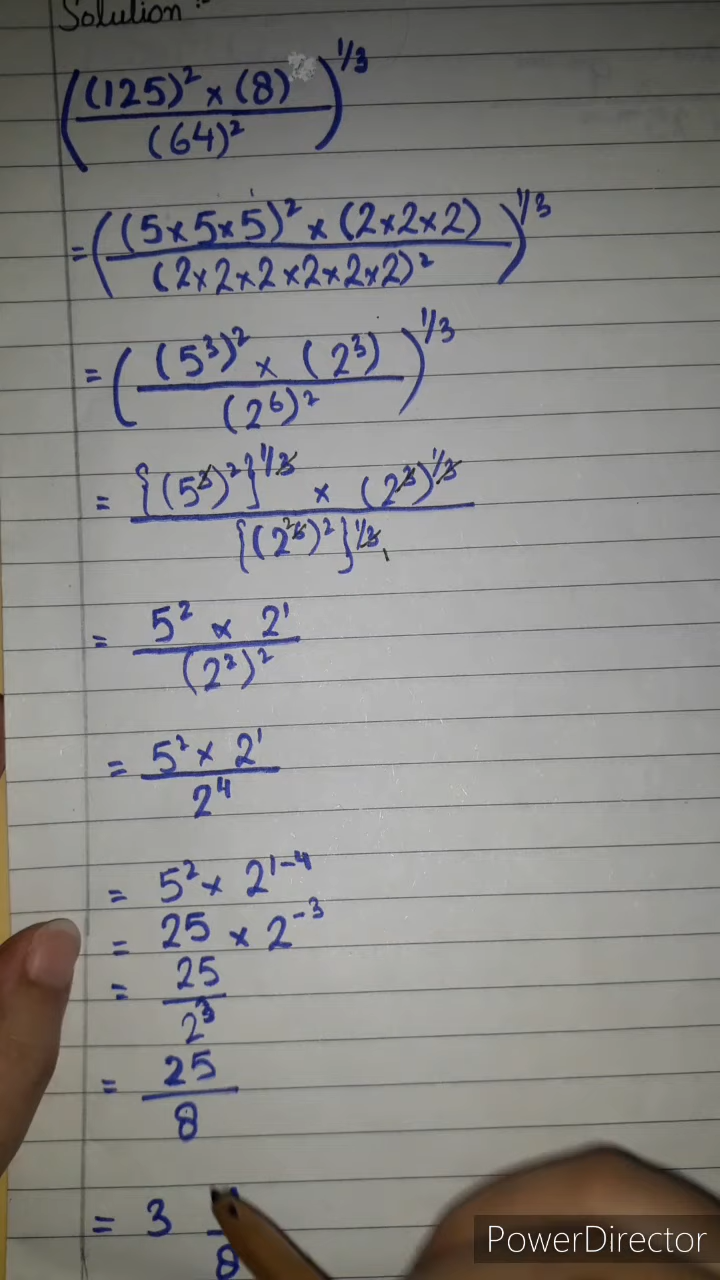 Solution :-
((125)² × (8) / (64)²)^1/3
= ((5×5×5)² × (2×2×2) / (2×2×2×2×2×2)²)^1/3
= ((5³)² × (2³) / (2⁶)²)^1/3
= {(5³)²}^1/3 × (2³)^1/3 / {(2⁶)²}^1/3
= 5² × 2¹ / (2²)²
= 5² × 2¹ / 2⁴
= 5² × 2^1-4
= 25 × 2^-3
= 25 / 2³
= 25 / 8
= 3 / 8
PowerDirector